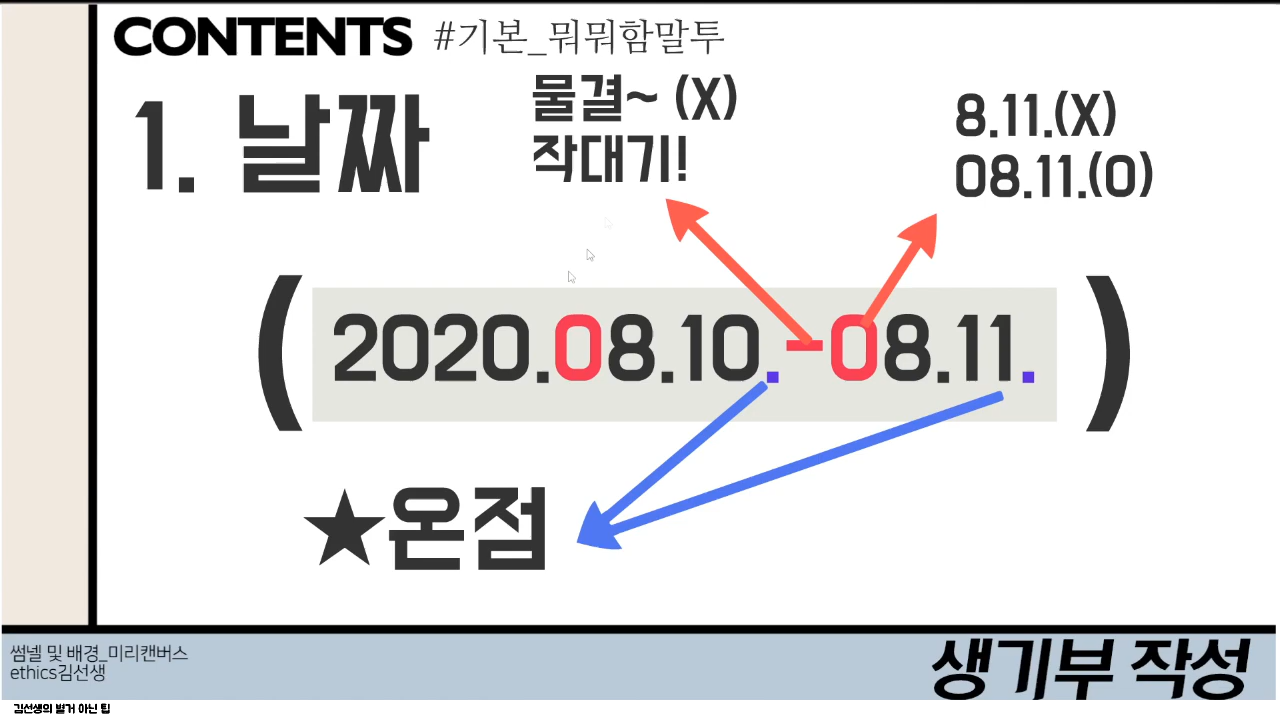 CONTENTS #기본_뭐뭐함말투
1. 날짜
물결~ (X)
작대기!
8.11.(X)
08.11.(O)
(2020.08.10.-08.11.)
★온점
썸넬 및 배경_미리캔버스
ethics김선생
생기부 작성
김선생의 별거 아닌 팁